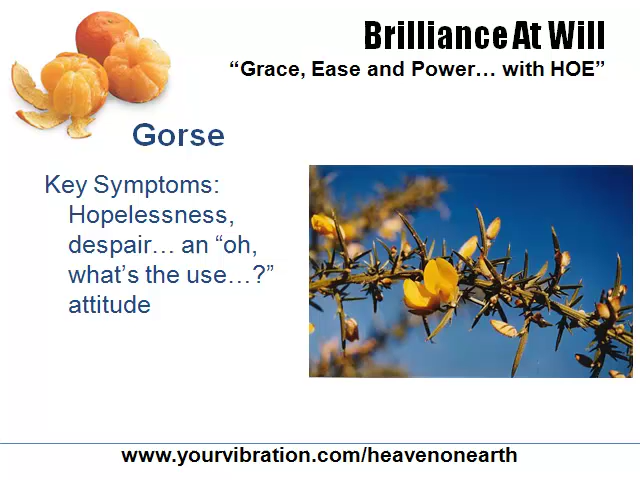 Brilliance At Will
“Grace, Ease and Power… with HOE”
Gorse
Key Symptoms:
Hopelessness,
despair… an “oh,
what’s the use…?”
attitude
www.yourvibration.com/heavenonearth